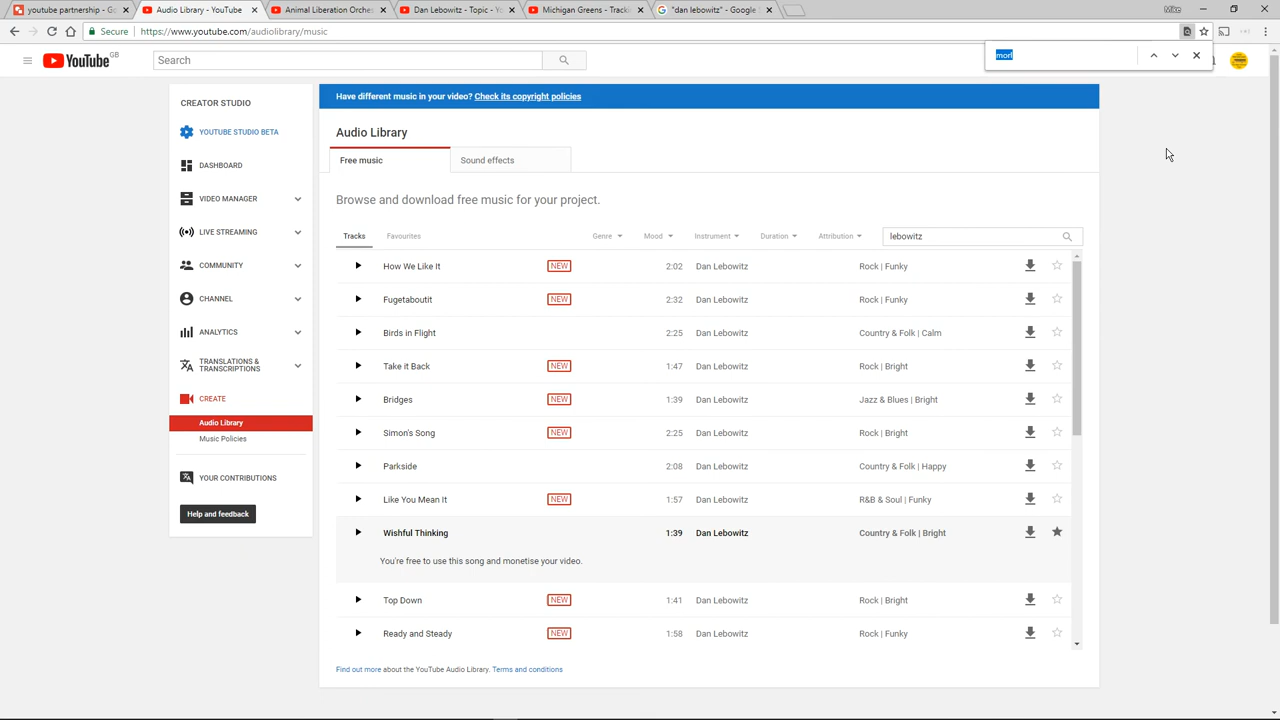 youtube partnership - Go
Audio Library - YouTube
Animal Liberation Orches
Dan Lebowitz - Topic - Yo
Michigan Greens - Trackin
"dan lebowitz" - Google S
Mike
Secure
https://www.youtube.com/audiolibrary/music
YouTube GB
Search
morl
CREATOR STUDIO
YOUTUBE STUDIO BETA
DASHBOARD
VIDEO MANAGER
LIVE STREAMING
COMMUNITY
CHANNEL
ANALYTICS
TRANSLATIONS &
TRANSCRIPTIONS
CREATE
Audio Library
Music Policies
YOUR CONTRIBUTIONS
Help and feedback
Have different music in your video? Check its copyright policies
Audio Library
Free music
Sound effects
Browse and download free music for your project.
Tracks Favourites Genre Mood Instrument Duration Attribution lebowitz
How We Like It NEW 2:02 Dan Lebowitz Rock | Funky
Fugetaboutit NEW 2:32 Dan Lebowitz Rock | Funky
Birds in Flight 2:25 Dan Lebowitz Country & Folk | Calm
Take it Back NEW 1:47 Dan Lebowitz Rock | Bright
Bridges NEW 1:39 Dan Lebowitz Jazz & Blues | Bright
Simon's Song NEW 2:25 Dan Lebowitz Rock | Bright
Parkside 2:08 Dan Lebowitz Country & Folk | Happy
Like You Mean It NEW 1:57 Dan Lebowitz R&B & Soul | Funky
Wishful Thinking 1:39 Dan Lebowitz Country & Folk | Bright
You're free to use this song and monetise your video.
Top Down NEW 1:41 Dan Lebowitz Rock | Bright
Ready and Steady NEW 1:58 Dan Lebowitz Rock | Funky
Find out more about the YouTube Audio Library. Terms and conditions